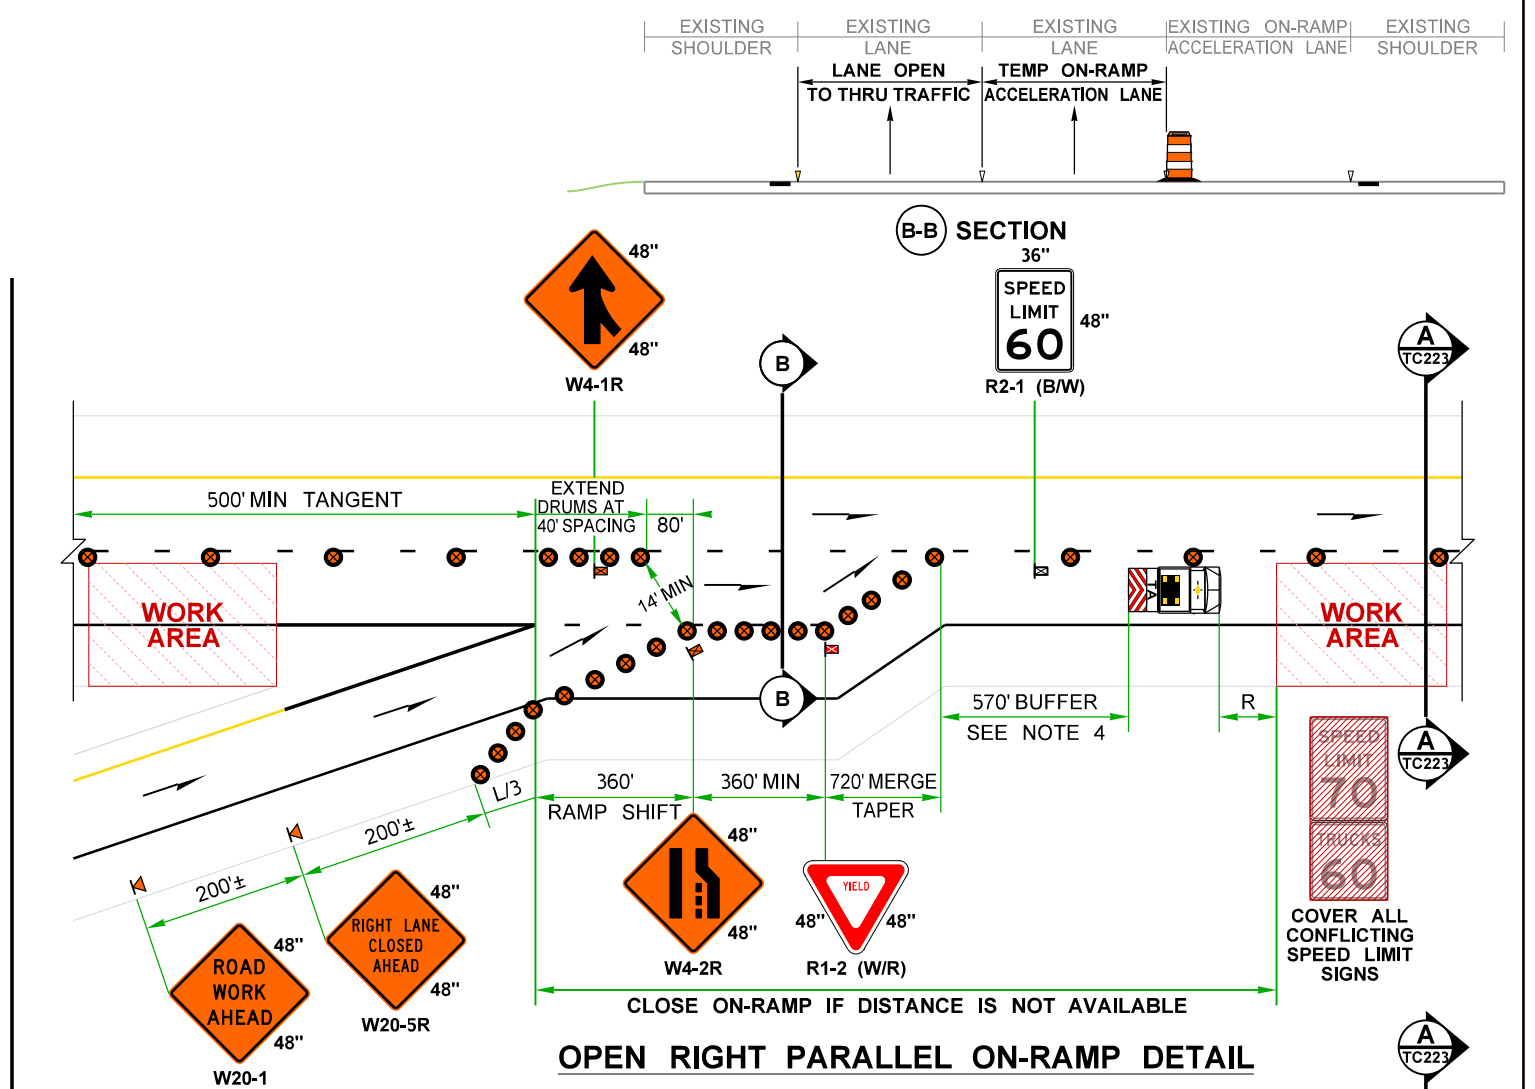 EXISTING SHOULDER
EXISTING LANE
EXISTING LANE
EXISTING ON-RAMP ACCELERATION LANE
EXISTING SHOULDER
LANE OPEN TO THRU TRAFFIC
TEMP ON-RAMP ACCELERATION LANE
B-B SECTION
48"
48"
W4-1R
36"
SPEED
LIMIT
60
48"
R2-1 (B/W)
B
A
TC223
500' MIN TANGENT
EXTEND
DRUMS AT
40' SPACING
80'
14' MIN
WORK
AREA
WORK
AREA
B
570' BUFFER
SEE NOTE 4
R
A
TC223
L/3
360'
RAMP SHIFT
360' MIN
720' MERGE
TAPER
200'±
200'±
SPEED
LIMIT
70
TRUCKS
60
COVER ALL
CONFLICTING
SPEED LIMIT
SIGNS
ROAD
WORK
AHEAD
48"
48"
W20-1
RIGHT LANE
CLOSED
AHEAD
48"
48"
W20-5R
48"
48"
W4-2R
YIELD
48"
48"
R1-2 (W/R)
CLOSE ON-RAMP IF DISTANCE IS NOT AVAILABLE
OPEN RIGHT PARALLEL ON-RAMP DETAIL
A
TC223